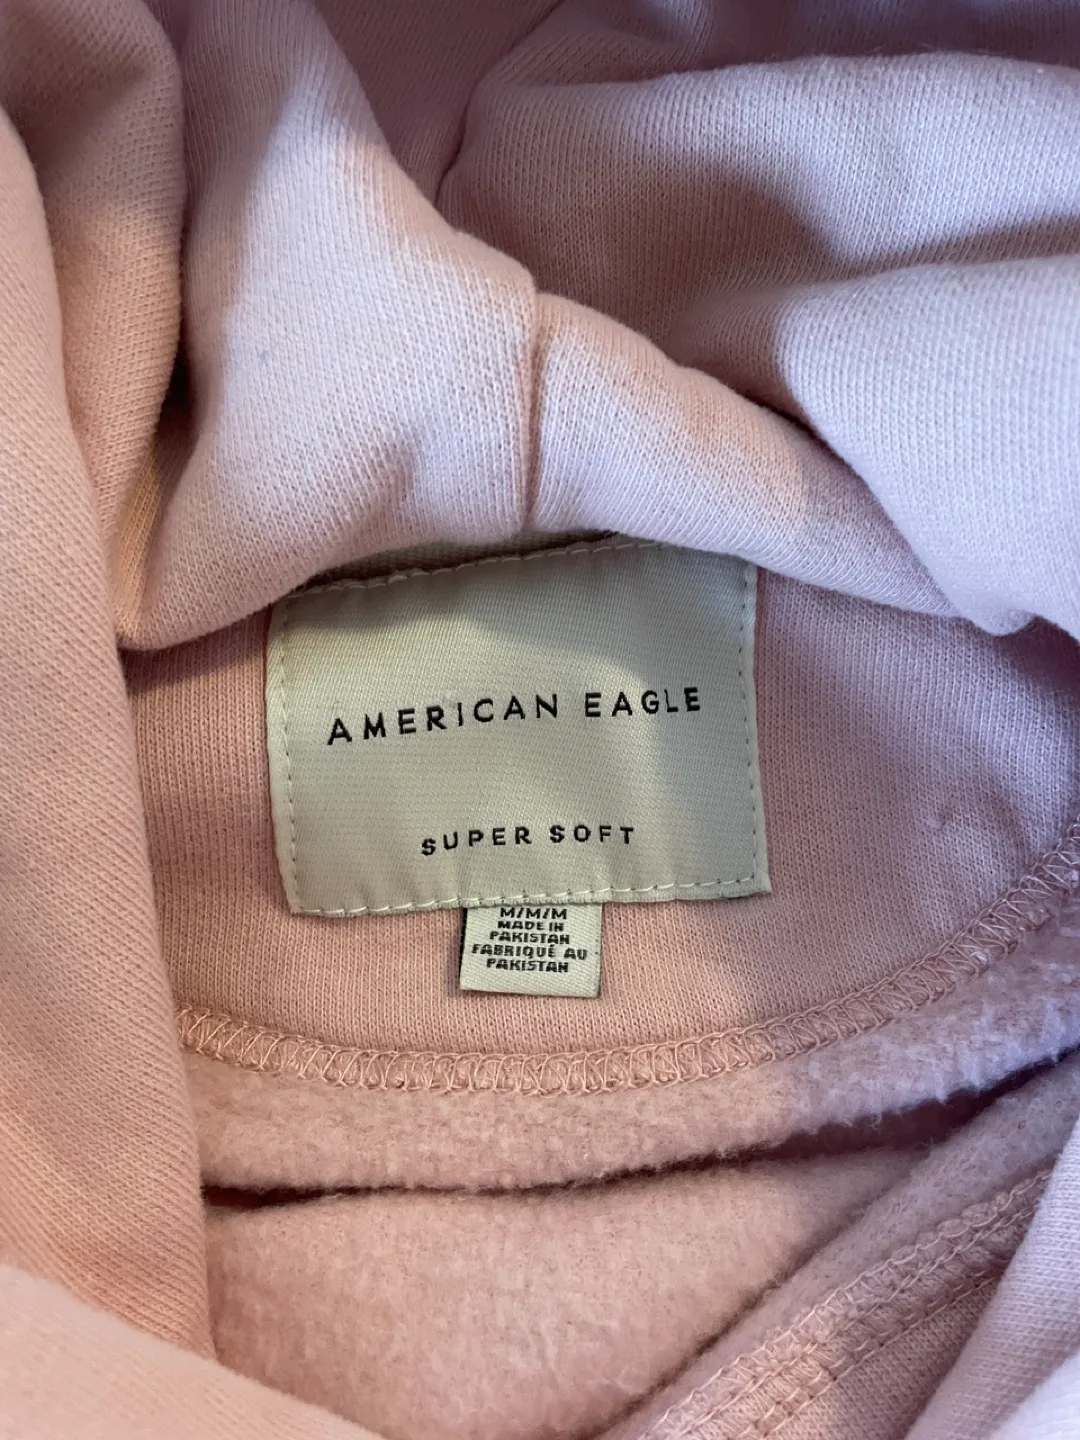 AMERICAN EAGLE
SUPER SOFT
M/M/M
MADE IN
PAKISTAN
FABRIQUÉ AU
PAKISTAN